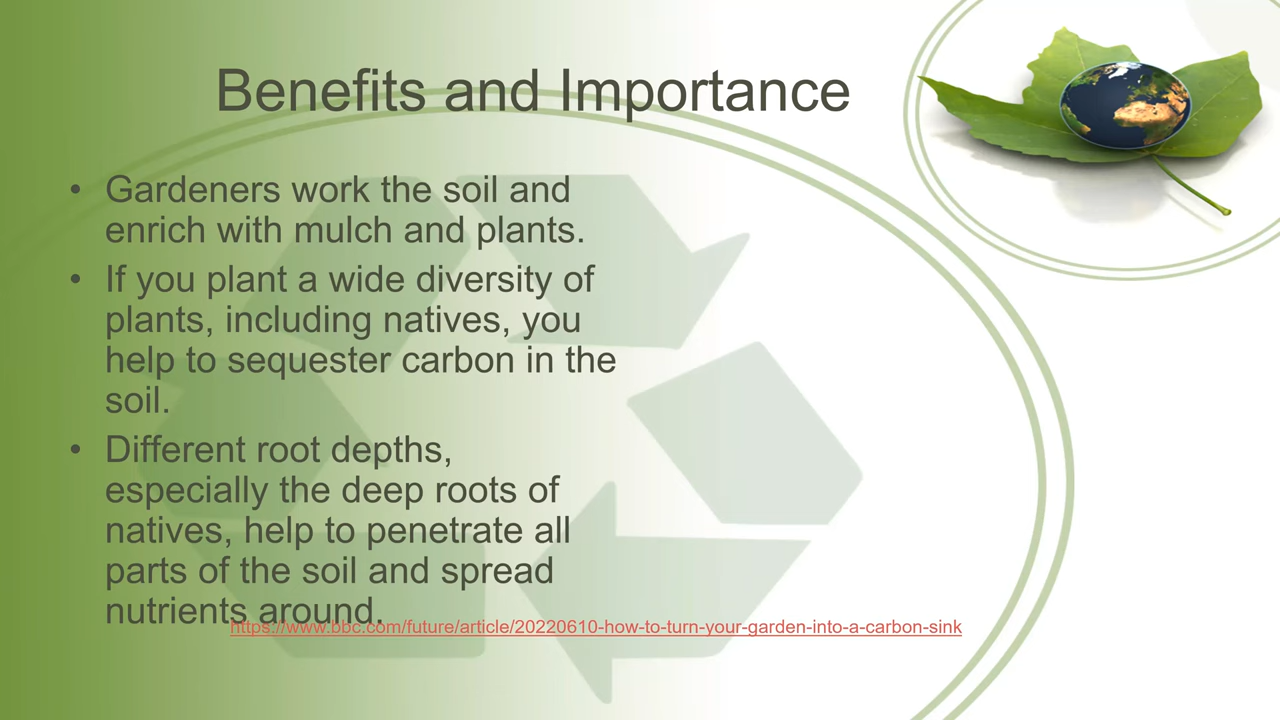 Benefits and Importance
• Gardeners work the soil and
enrich with mulch and plants.
• If you plant a wide diversity of
plants, including natives, you
help to sequester carbon in the
soil.
• Different root depths,
especially the deep roots of
natives, help to penetrate all
parts of the soil and spread
nutrients around.
https://www.bbc.com/future/article/20220610-how-to-turn-your-garden-into-a-carbon-sink